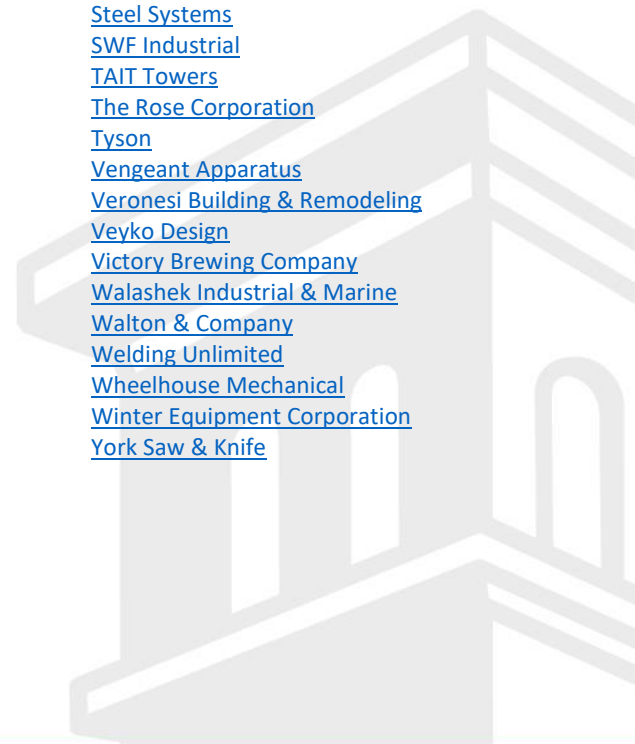 Steel Systems
SWF Industrial
TAIT Towers
The Rose Corporation
Tyson
Vengeant Apparatus
Veronesi Building & Remodeling
Veyko Design
Victory Brewing Company
Walashek Industrial & Marine
Walton & Company
Welding Unlimited
Wheelhouse Mechanical
Winter Equipment Corporation
York Saw & Knife